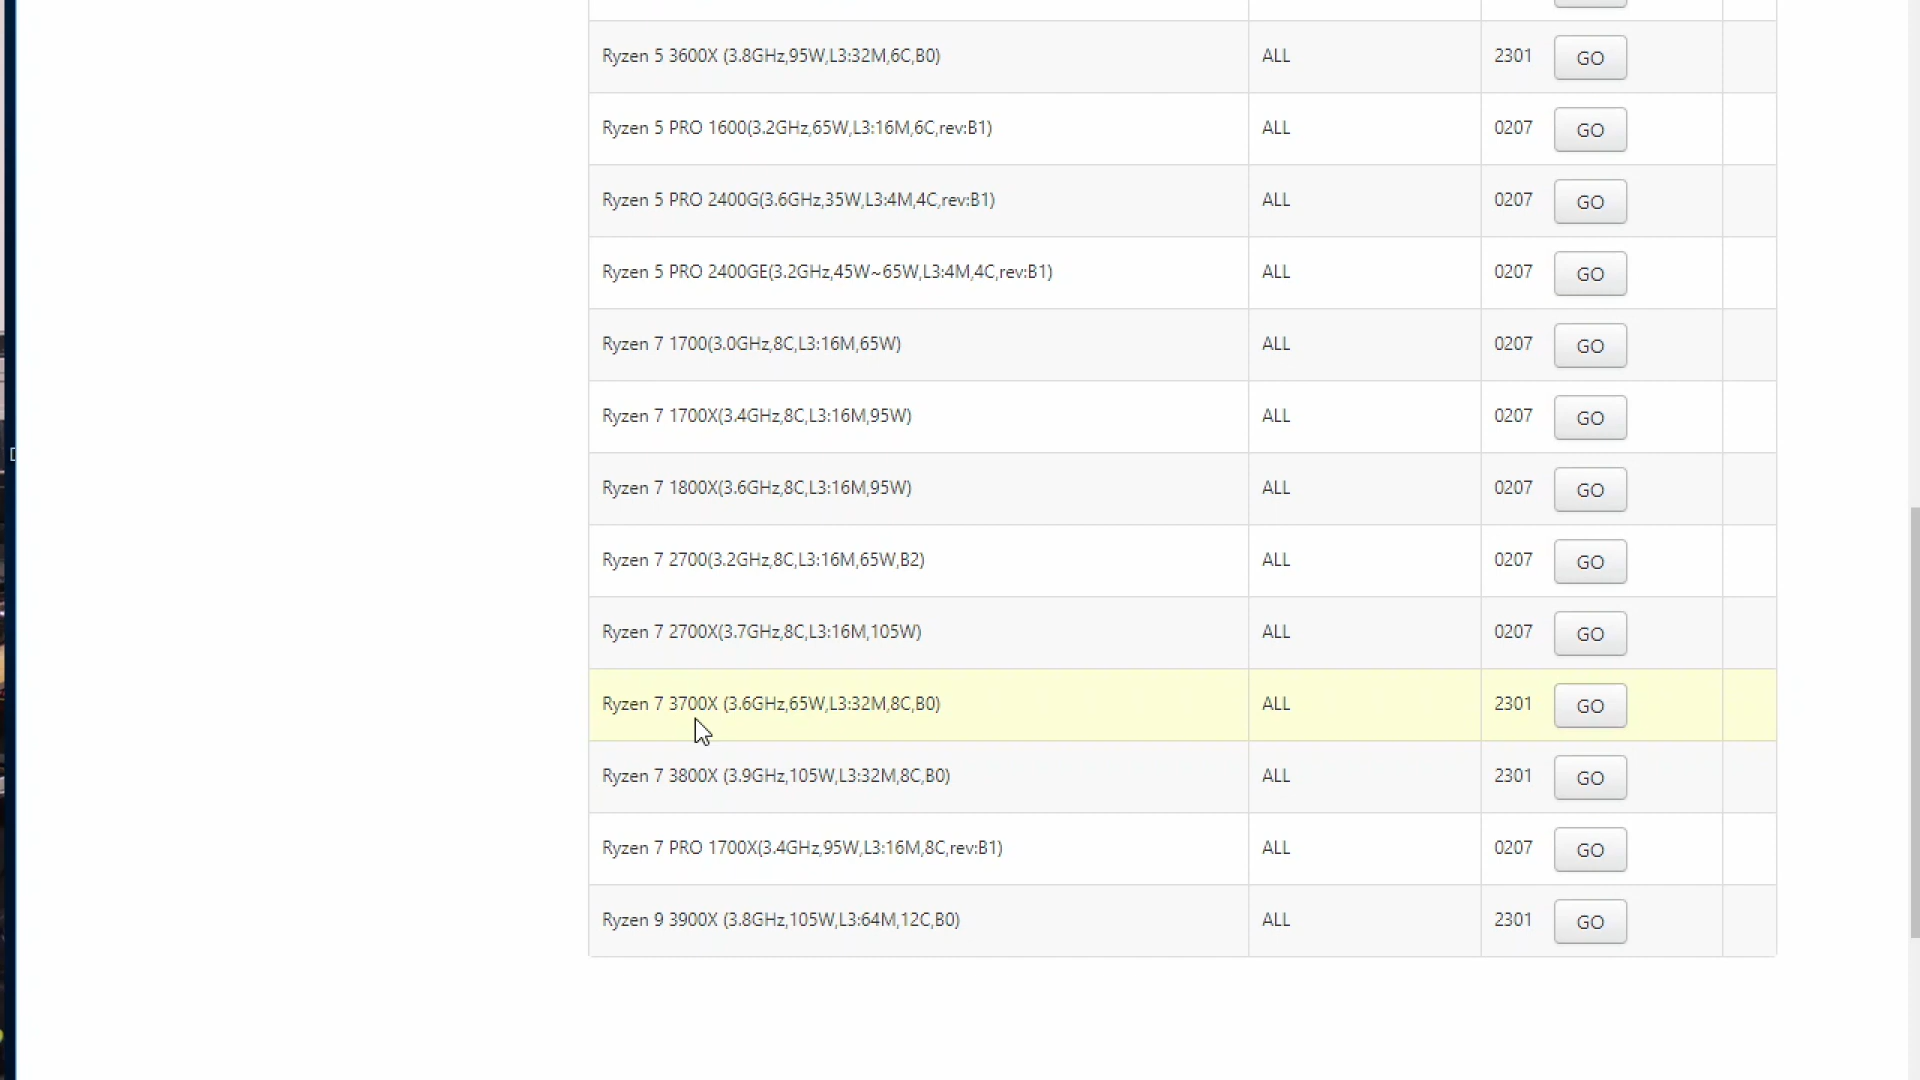 Ryzen 5 3600X (3.8GHz,95W,L3:32M,6C,B0) ALL 2301 GO
Ryzen 5 PRO 1600(3.2GHz,65W,L3:16M,6C,rev:B1) ALL 0207 GO
Ryzen 5 PRO 2400G(3.6GHz,35W,L3:4M,4C,rev:B1) ALL 0207 GO
Ryzen 5 PRO 2400GE(3.2GHz,45W~65W,L3:4M,4C,rev:B1) ALL 0207 GO
Ryzen 7 1700(3.0GHz,8C,L3:16M,65W) ALL 0207 GO
Ryzen 7 1700X(3.4GHz,8C,L3:16M,95W) ALL 0207 GO
Ryzen 7 1800X(3.6GHz,8C,L3:16M,95W) ALL 0207 GO
Ryzen 7 2700(3.2GHz,8C,L3:16M,65W,B2) ALL 0207 GO
Ryzen 7 2700X(3.7GHz,8C,L3:16M,105W) ALL 0207 GO
Ryzen 7 3700X (3.6GHz,65W,L3:32M,8C,B0) ALL 2301 GO
Ryzen 7 3800X (3.9GHz,105W,L3:32M,8C,B0) ALL 2301 GO
Ryzen 7 PRO 1700X(3.4GHz,95W,L3:16M,8C,rev:B1) ALL 0207 GO
Ryzen 9 3900X (3.8GHz,105W,L3:64M,12C,B0) ALL 2301 GO